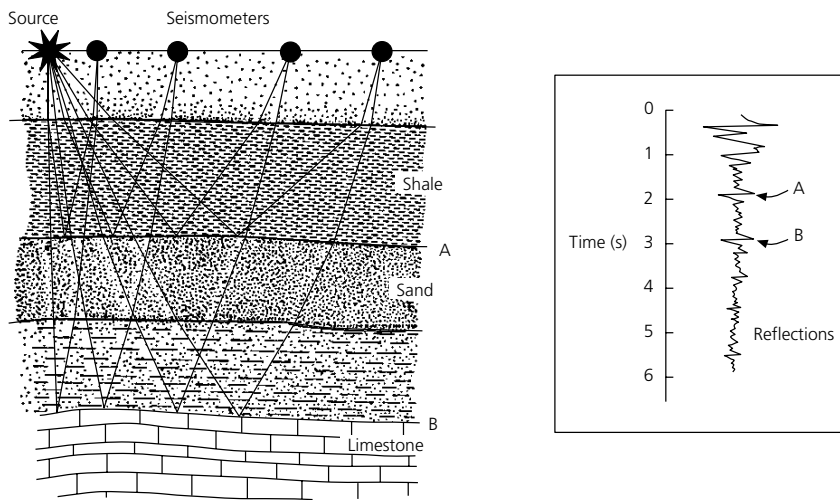 Source
Seismometers
Shale
A
Sand
B
Limestone
0
1
2
3
4
5
6
Time (s)
A
B
Reflections